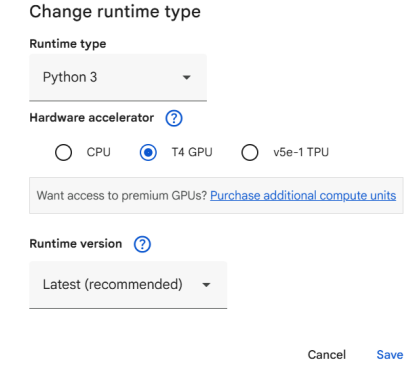 Change runtime type
Runtime type
Python 3
Hardware accelerator ?
CPU T4 GPU v5e-1 TPU
Want access to premium GPUs? Purchase additional compute units
Runtime version ?
Latest (recommended)
Cancel Save